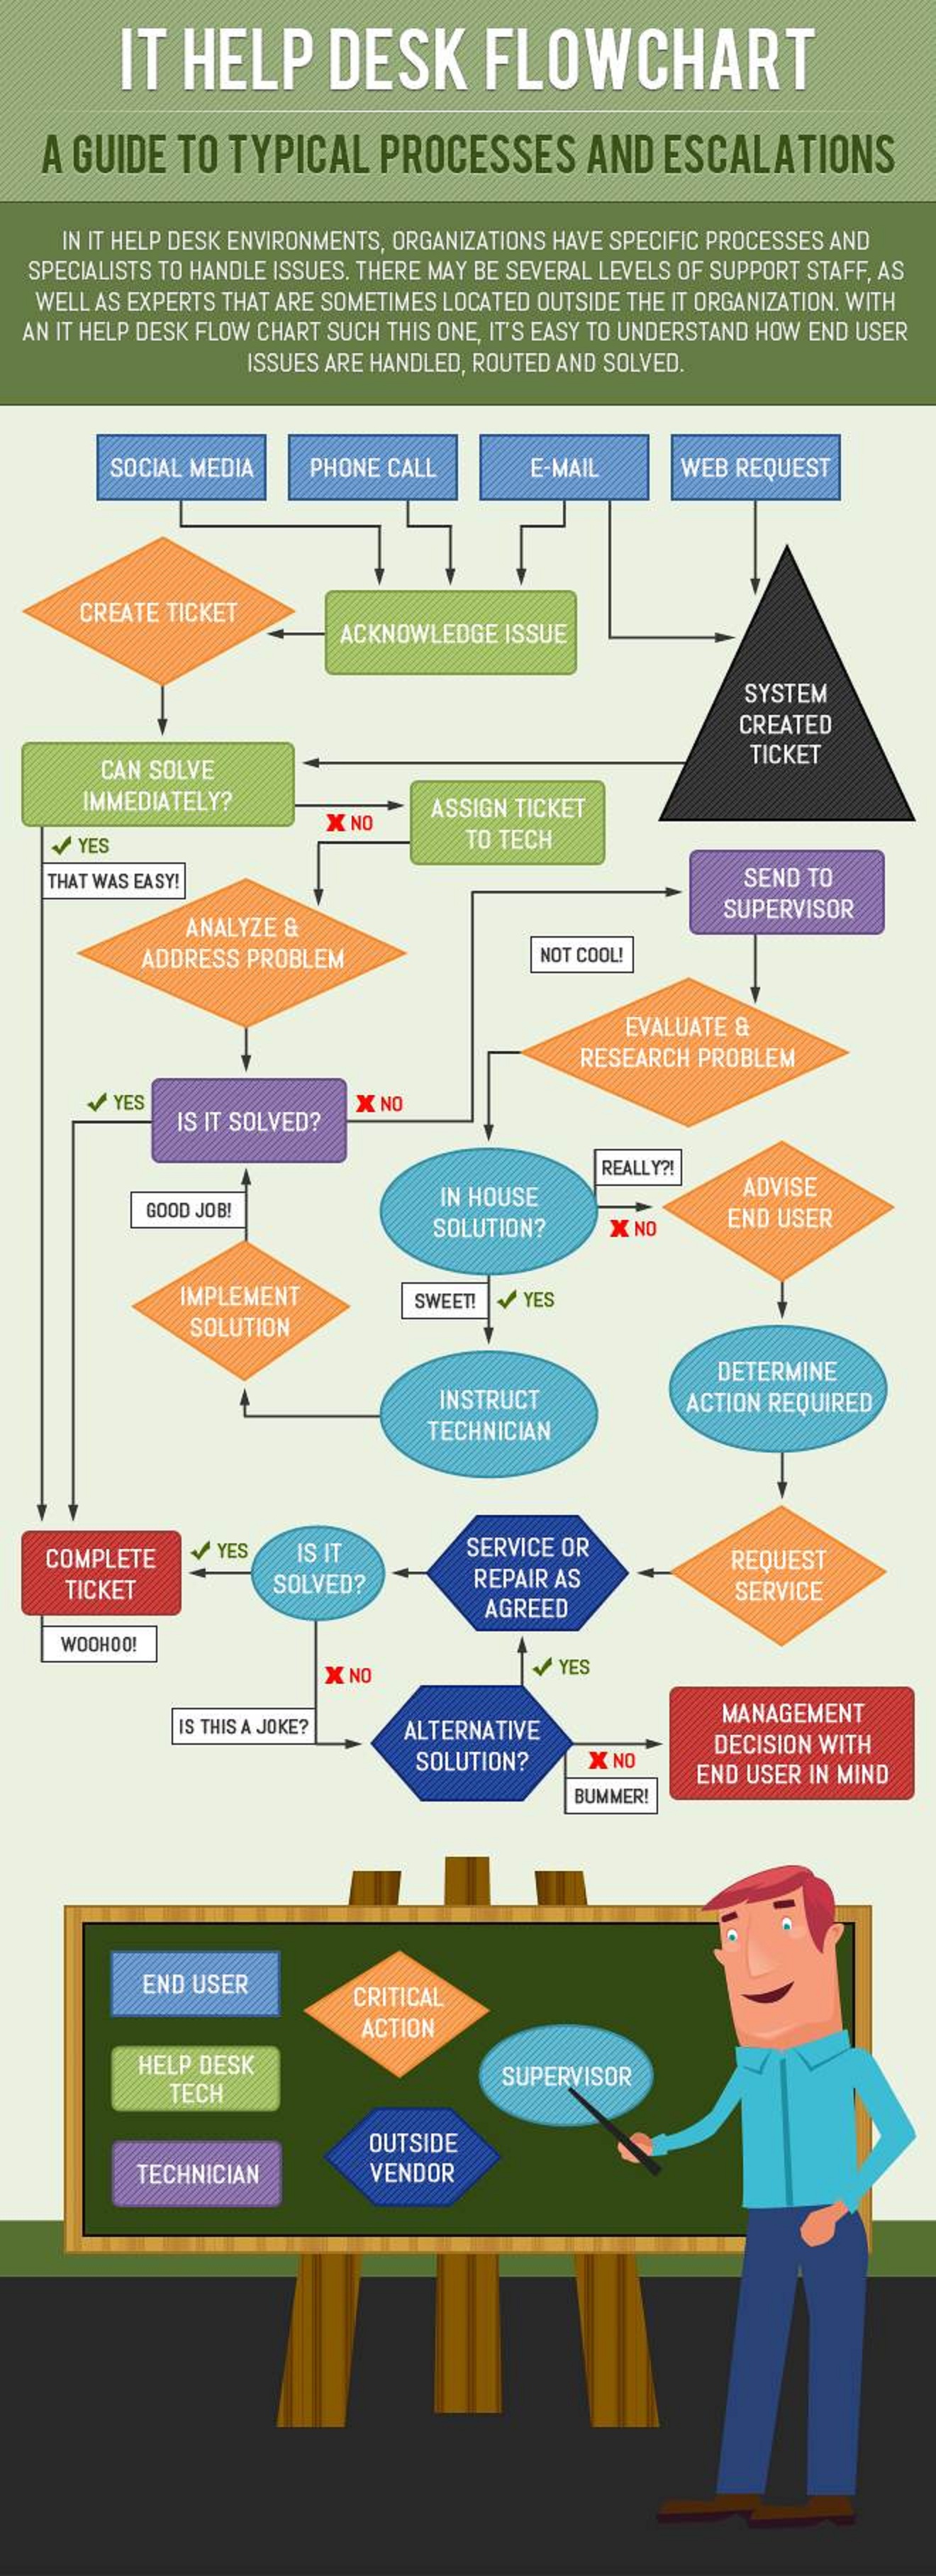 IT HELP DESK FLOWCHART
A GUIDE TO TYPICAL PROCESSES AND ESCALATIONS
IN IT HELP DESK ENVIRONMENTS, ORGANIZATIONS HAVE SPECIFIC PROCESSES AND
SPECIALISTS TO HANDLE ISSUES. THERE MAY BE SEVERAL LEVELS OF SUPPORT STAFF, AS
WELL AS EXPERTS THAT ARE SOMETIMES LOCATED OUTSIDE THE IT ORGANIZATION. WITH
AN IT HELP DESK FLOW CHART SUCH THIS ONE, IT'S EASY TO UNDERSTAND HOW END USER
ISSUES ARE HANDLED, ROUTED AND SOLVED.
SOCIAL MEDIA
PHONE CALL
E-MAIL
WEB REQUEST
CREATE TICKET
ACKNOWLEDGE ISSUE
SYSTEM
CREATED
TICKET
CAN SOLVE
IMMEDIATELY?
NO
ASSIGN TICKET
TO TECH
YES
THAT WAS EASY!
SEND TO
SUPERVISOR
ANALYZE &
ADDRESS PROBLEM
NOT COOL!
EVALUATE &
RESEARCH PROBLEM
YES
IS IT SOLVED?
NO
REALLY?!
IN HOUSE
SOLUTION?
NO
ADVISE
END USER
GOOD JOB!
SWEET!
YES
IMPLEMENT
SOLUTION
INSTRUCT
TECHNICIAN
DETERMINE
ACTION REQUIRED
COMPLETE
TICKET
YES
IS IT
SOLVED?
SERVICE OR
REPAIR AS
AGREED
REQUEST
SERVICE
WOOHOO!
NO
YES
IS THIS A JOKE?
ALTERNATIVE
SOLUTION?
NO
BUMMER!
MANAGEMENT
DECISION WITH
END USER IN MIND
END USER
CRITICAL
ACTION
HELP DESK
TECH
SUPERVISOR
TECHNICIAN
OUTSIDE
VENDOR